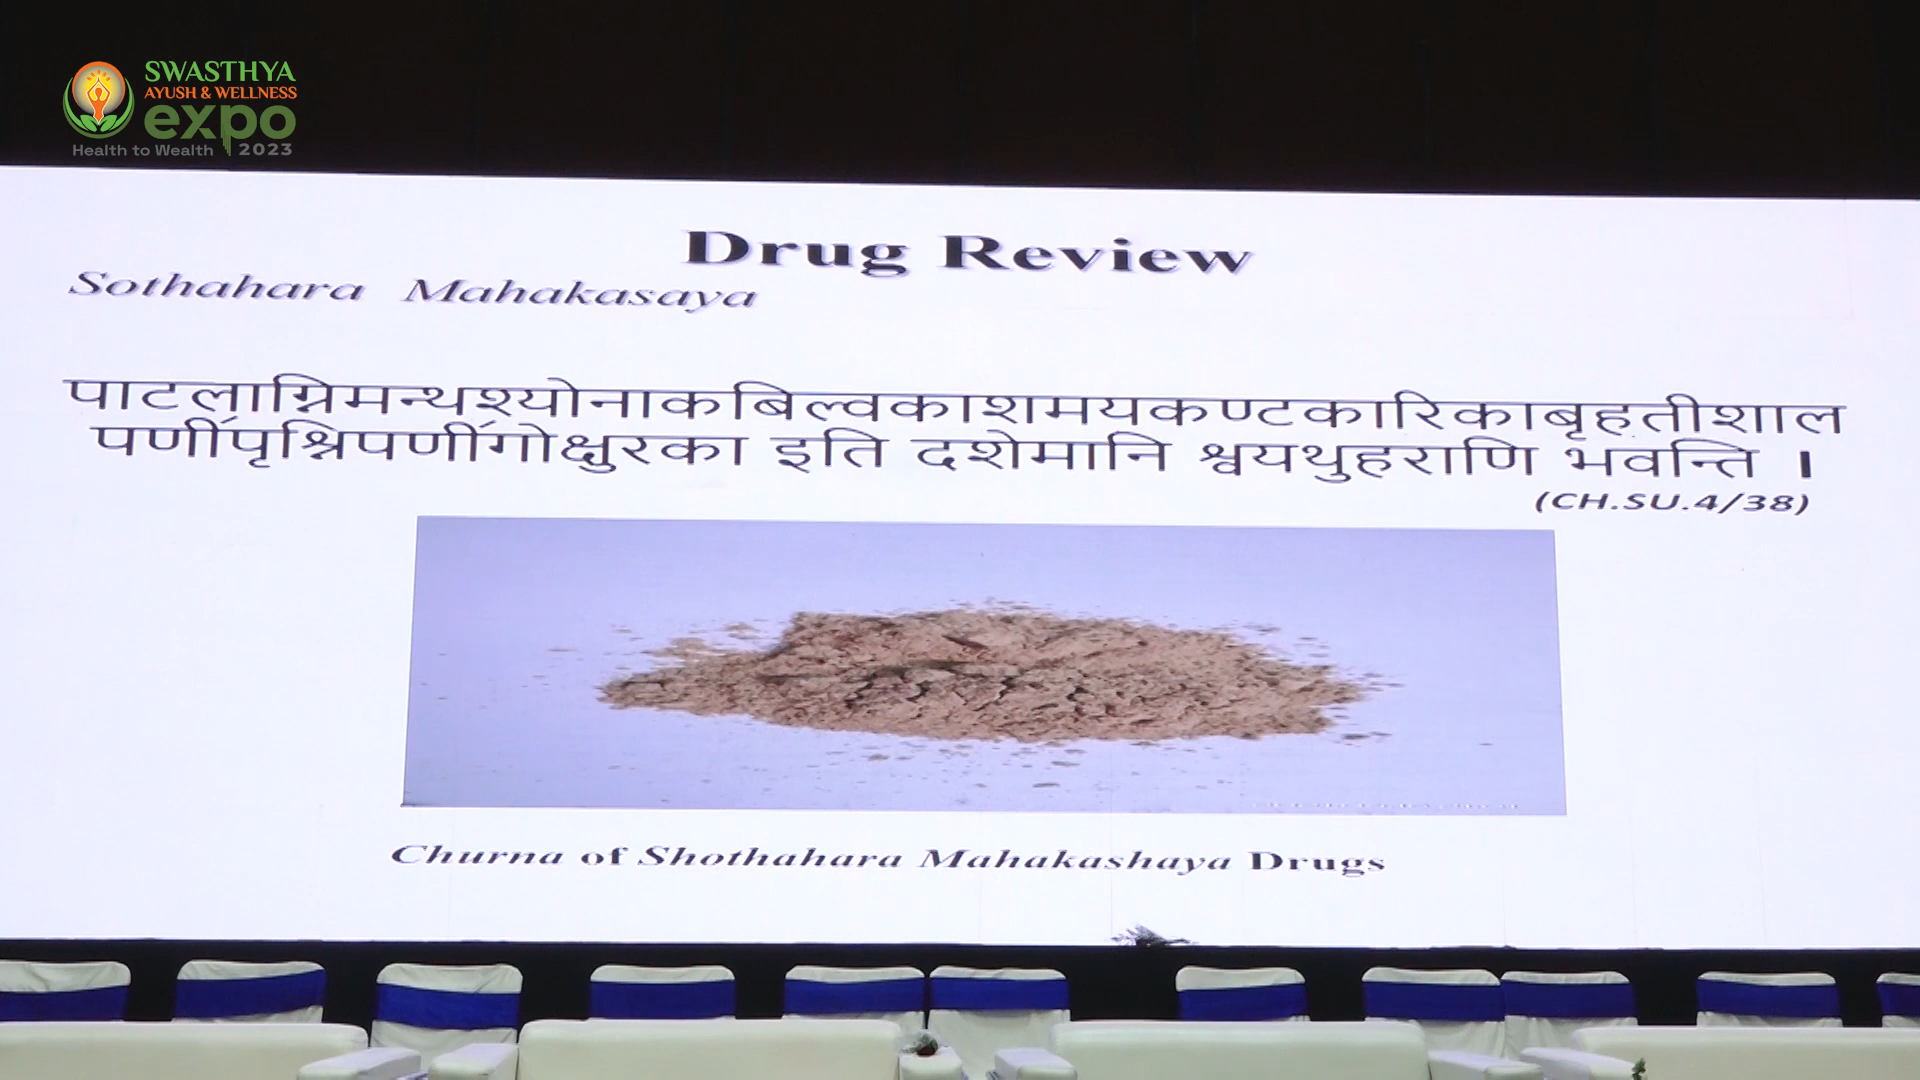 SWASTHYA
AYUSH & WELLNESS
expo
Health to Wealth 2023
Drug Review
Sothahara Mahakasaya
पाटलाग्निमन्थश्योनाकबिल्वकाशमयकण्टकारिकाबृहतीशाल
पर्णीपृश्निपर्णीगोक्षुरका इति दशेमानि श्वयथुहराणि भवन्ति ।
(CH.SU.4/38)
Churna of Shothahara Mahakashaya Drugs